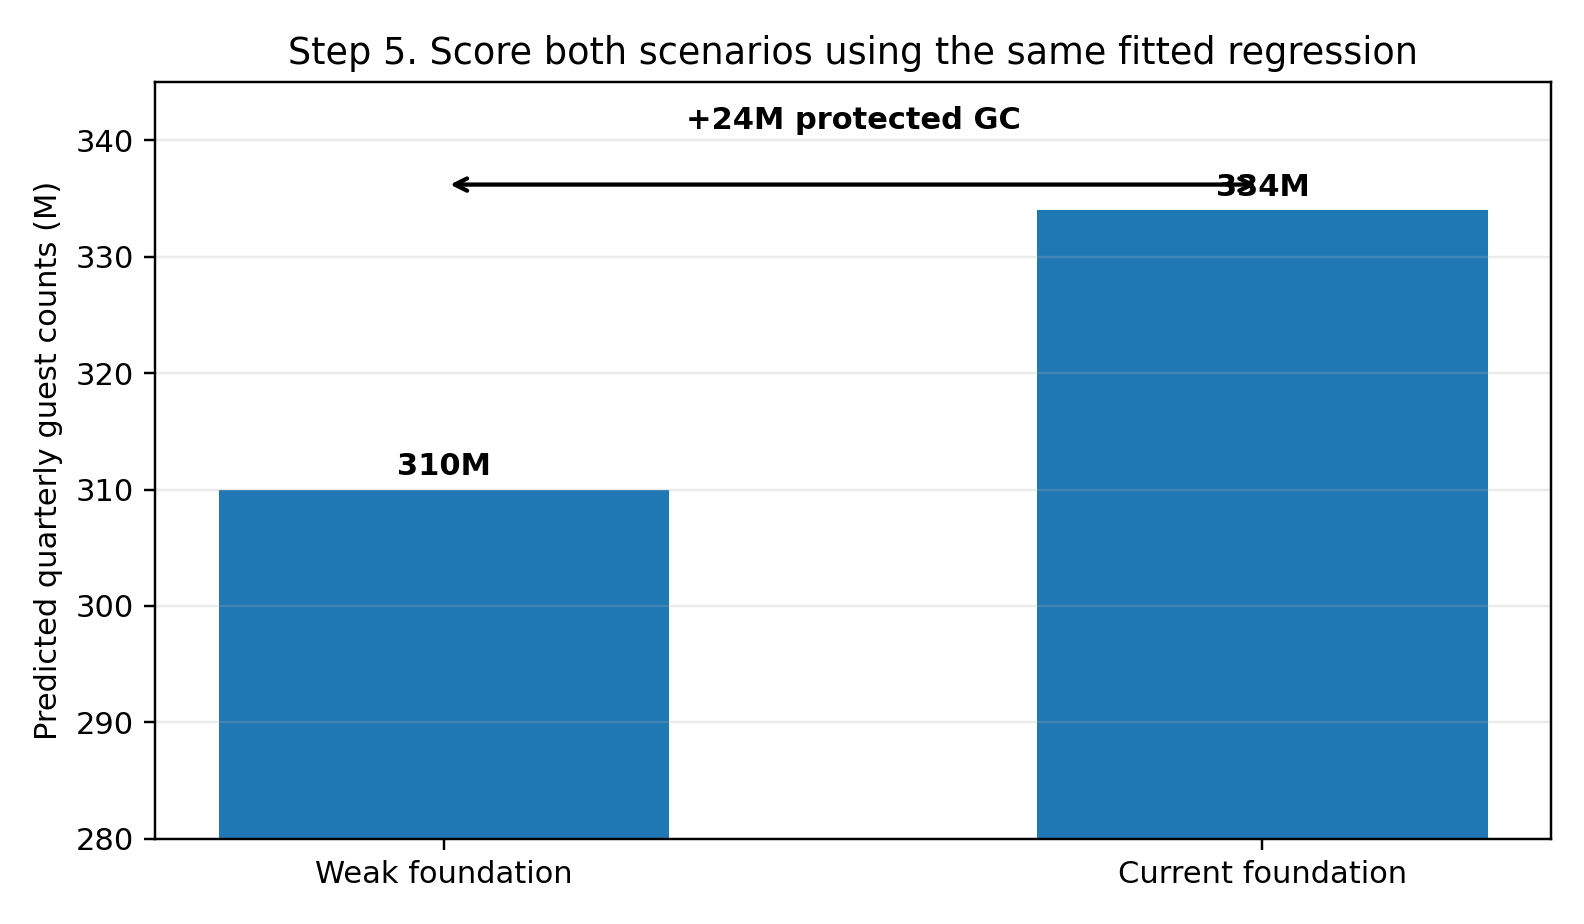 Step 5. Score both scenarios using the same fitted regression
+24M protected GC
334M
310M
Predicted quarterly guest counts (M)
340
330
320
310
300
290
280
Weak foundation
Current foundation